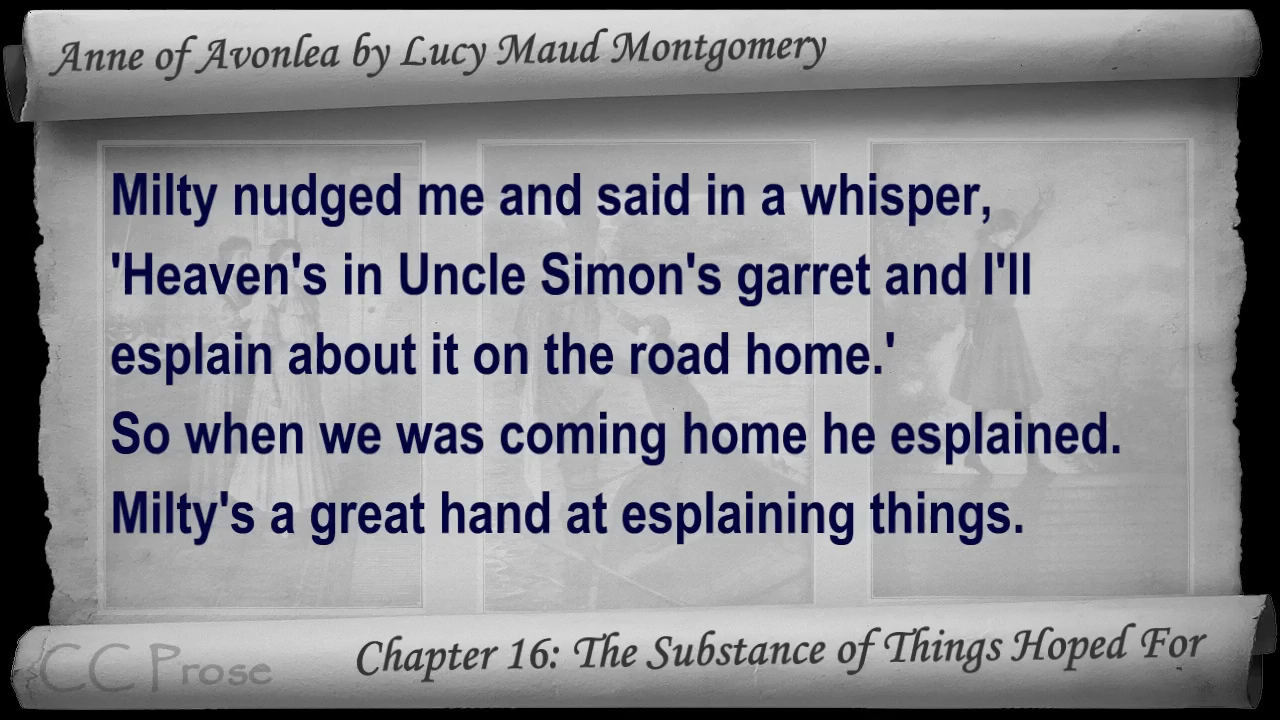 Anne of Avonlea by Lucy Maud Montgomery
Milty nudged me and said in a whisper,
'Heaven's in Uncle Simon's garret and I'll
esplain about it on the road home.'
So when we was coming home he esplained.
Milty's a great hand at esplaining things.
CC Prose
Chapter 16: The Substance of Things Hoped For